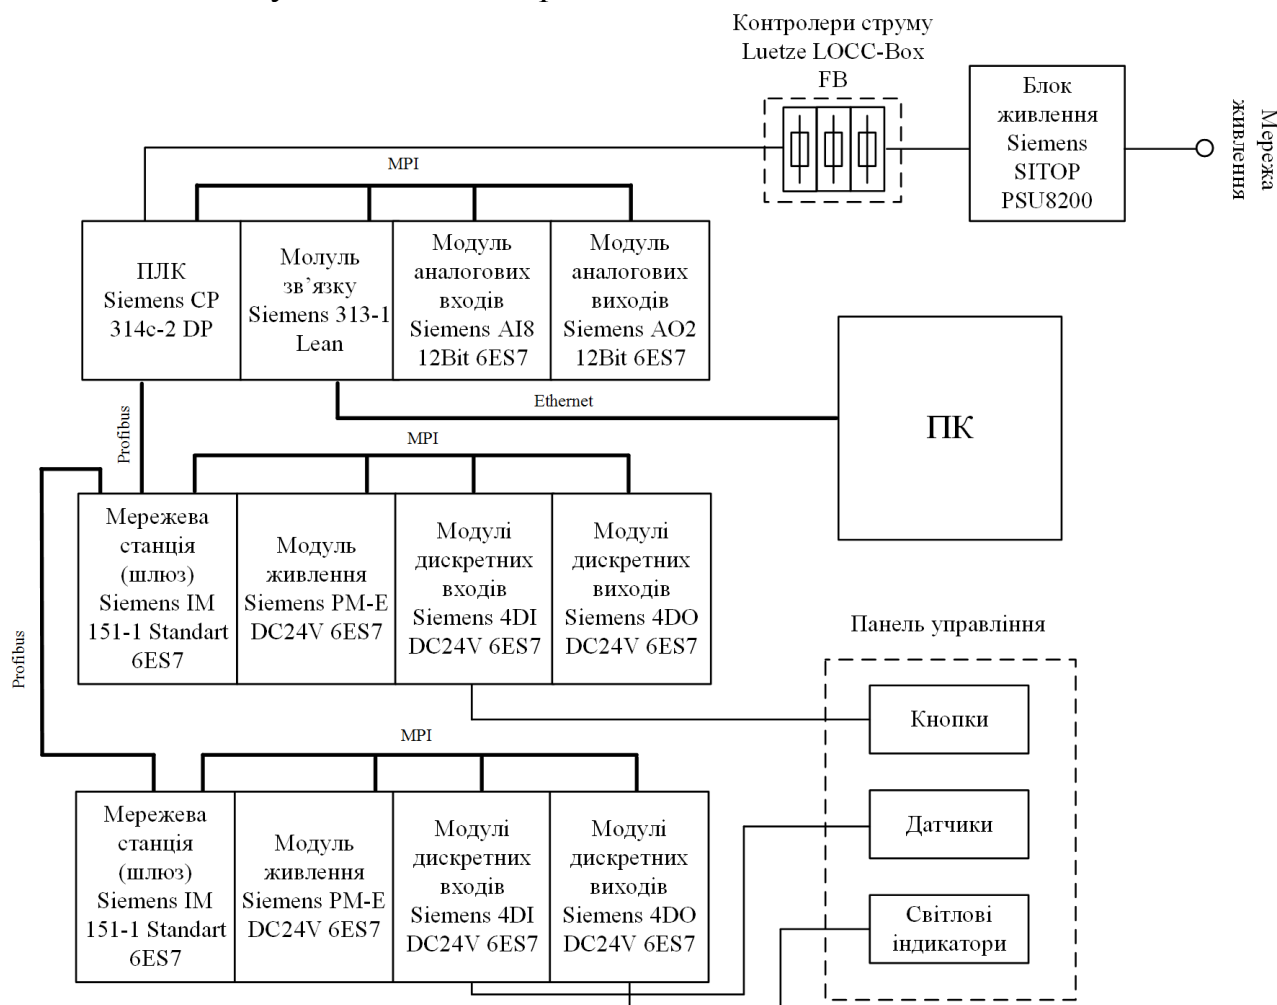 Контролери струму
Luetze LOCC-Box
FB
Блок
живлення
Siemens
SITOP
PSU8200
Мережа
живлення
MPI
ПЛК
Siemens CP
314c-2 DP
Молуль
зв’язку
Siemens 313-1
Lean
Модуль
аналогових
входів
Siemens AI8
12Bit 6ES7
Модуль
аналогових
виходів
Siemens AO2
12Bit 6ES7
Ethernet
ПК
Profibus
MPI
Мережева
станція
(шлюз)
Siemens IM
151-1 Standart
6ES7
Модуль
живлення
Siemens PM-E
DC24V 6ES7
Модулі
дискретних
входів
Siemens 4DI
DC24V 6ES7
Модулі
дискретних
виходів
Siemens 4DO
DC24V 6ES7
Profibus
Панель управління
Кнопки
Датчики
Світлові
індикатори
MPI
Мережева
станція
(шлюз)
Siemens IM
151-1 Standart
6ES7
Модуль
живлення
Siemens PM-E
DC24V 6ES7
Модулі
дискретних
входів
Siemens 4DI
DC24V 6ES7
Модулі
дискретних
виходів
Siemens 4DO
DC24V 6ES7